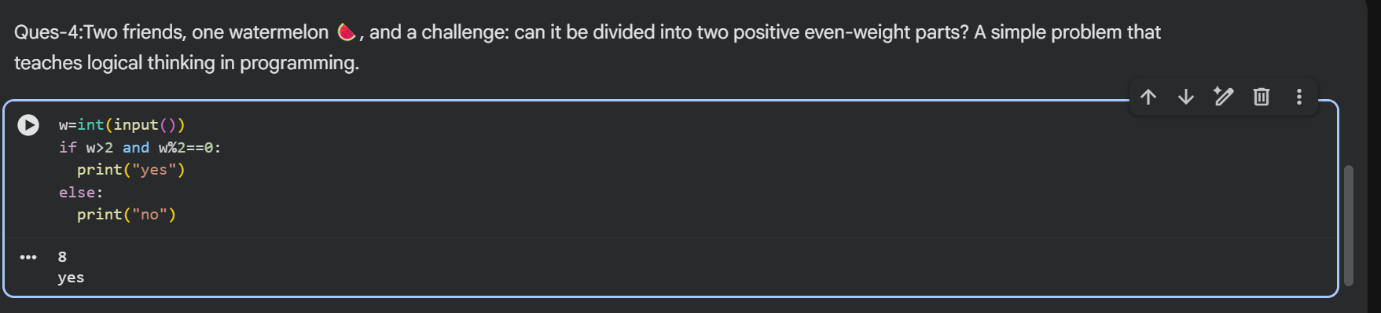 Ques-4:Two friends, one watermelon 🍉, and a challenge: can it be divided into two positive even-weight parts? A simple problem that
teaches logical thinking in programming.
w=int(input())
if w>2 and w%2==0:
  print("yes")
else:
  print("no")
8
yes